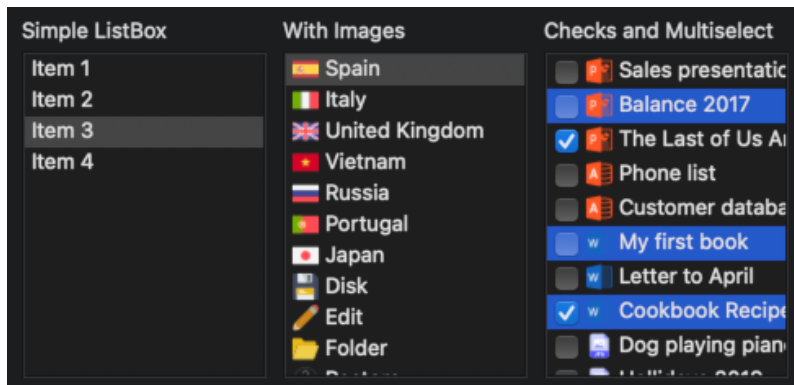 Simple ListBox
Item 1
Item 2
Item 3
Item 4
With Images
Spain
Italy
United Kingdom
Vietnam
Russia
Portugal
Japan
Disk
Edit
Folder
Checks and Multiselect
Sales presentatic
Balance 2017
The Last of Us A
Phone list
Customer databa
My first book
Letter to April
Cookbook Recipe
Dog playing pian